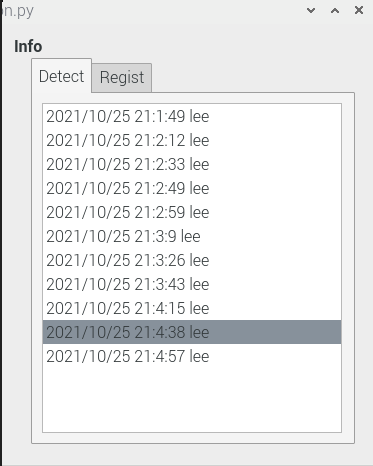 n.py
Info
Detect Regist
2021/10/25 21:1:49 lee
2021/10/25 21:2:12 lee
2021/10/25 21:2:33 lee
2021/10/25 21:2:49 lee
2021/10/25 21:2:59 lee
2021/10/25 21:3:9 lee
2021/10/25 21:3:26 lee
2021/10/25 21:3:43 lee
2021/10/25 21:4:15 lee
2021/10/25 21:4:38 lee
2021/10/25 21:4:57 lee